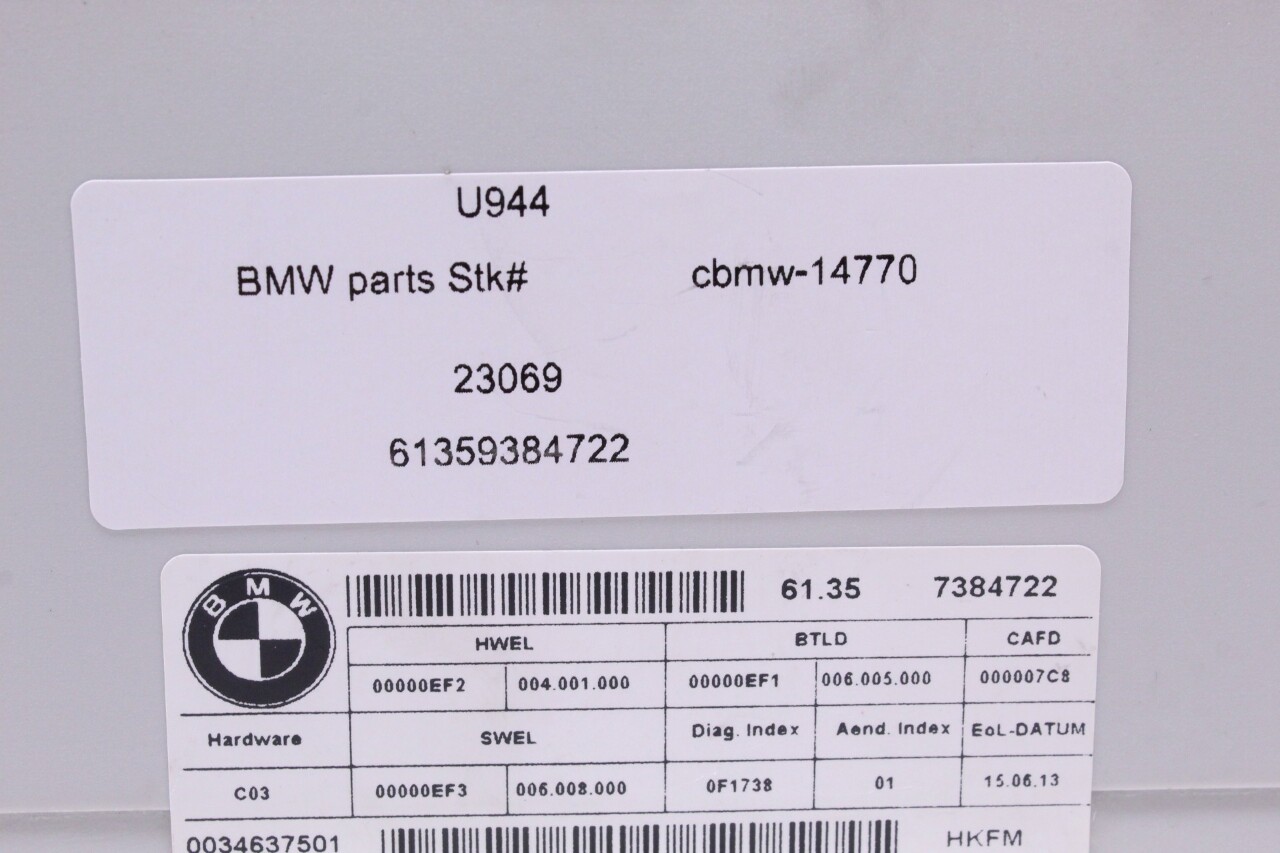 U944
BMW parts Stk# cbmw-14770
23069
61359384722
BMW
61.35 7384722
HWEL BTLD CAFD
00000EF2 004.001.000 00000EF1 006.005.000 000007C8
Hardware SWEL Diag. Index Aend. Index EoL-DATUM
C03 00000EF3 006.008.000 0F1738 01 15.06.13
0034637501 HKFM